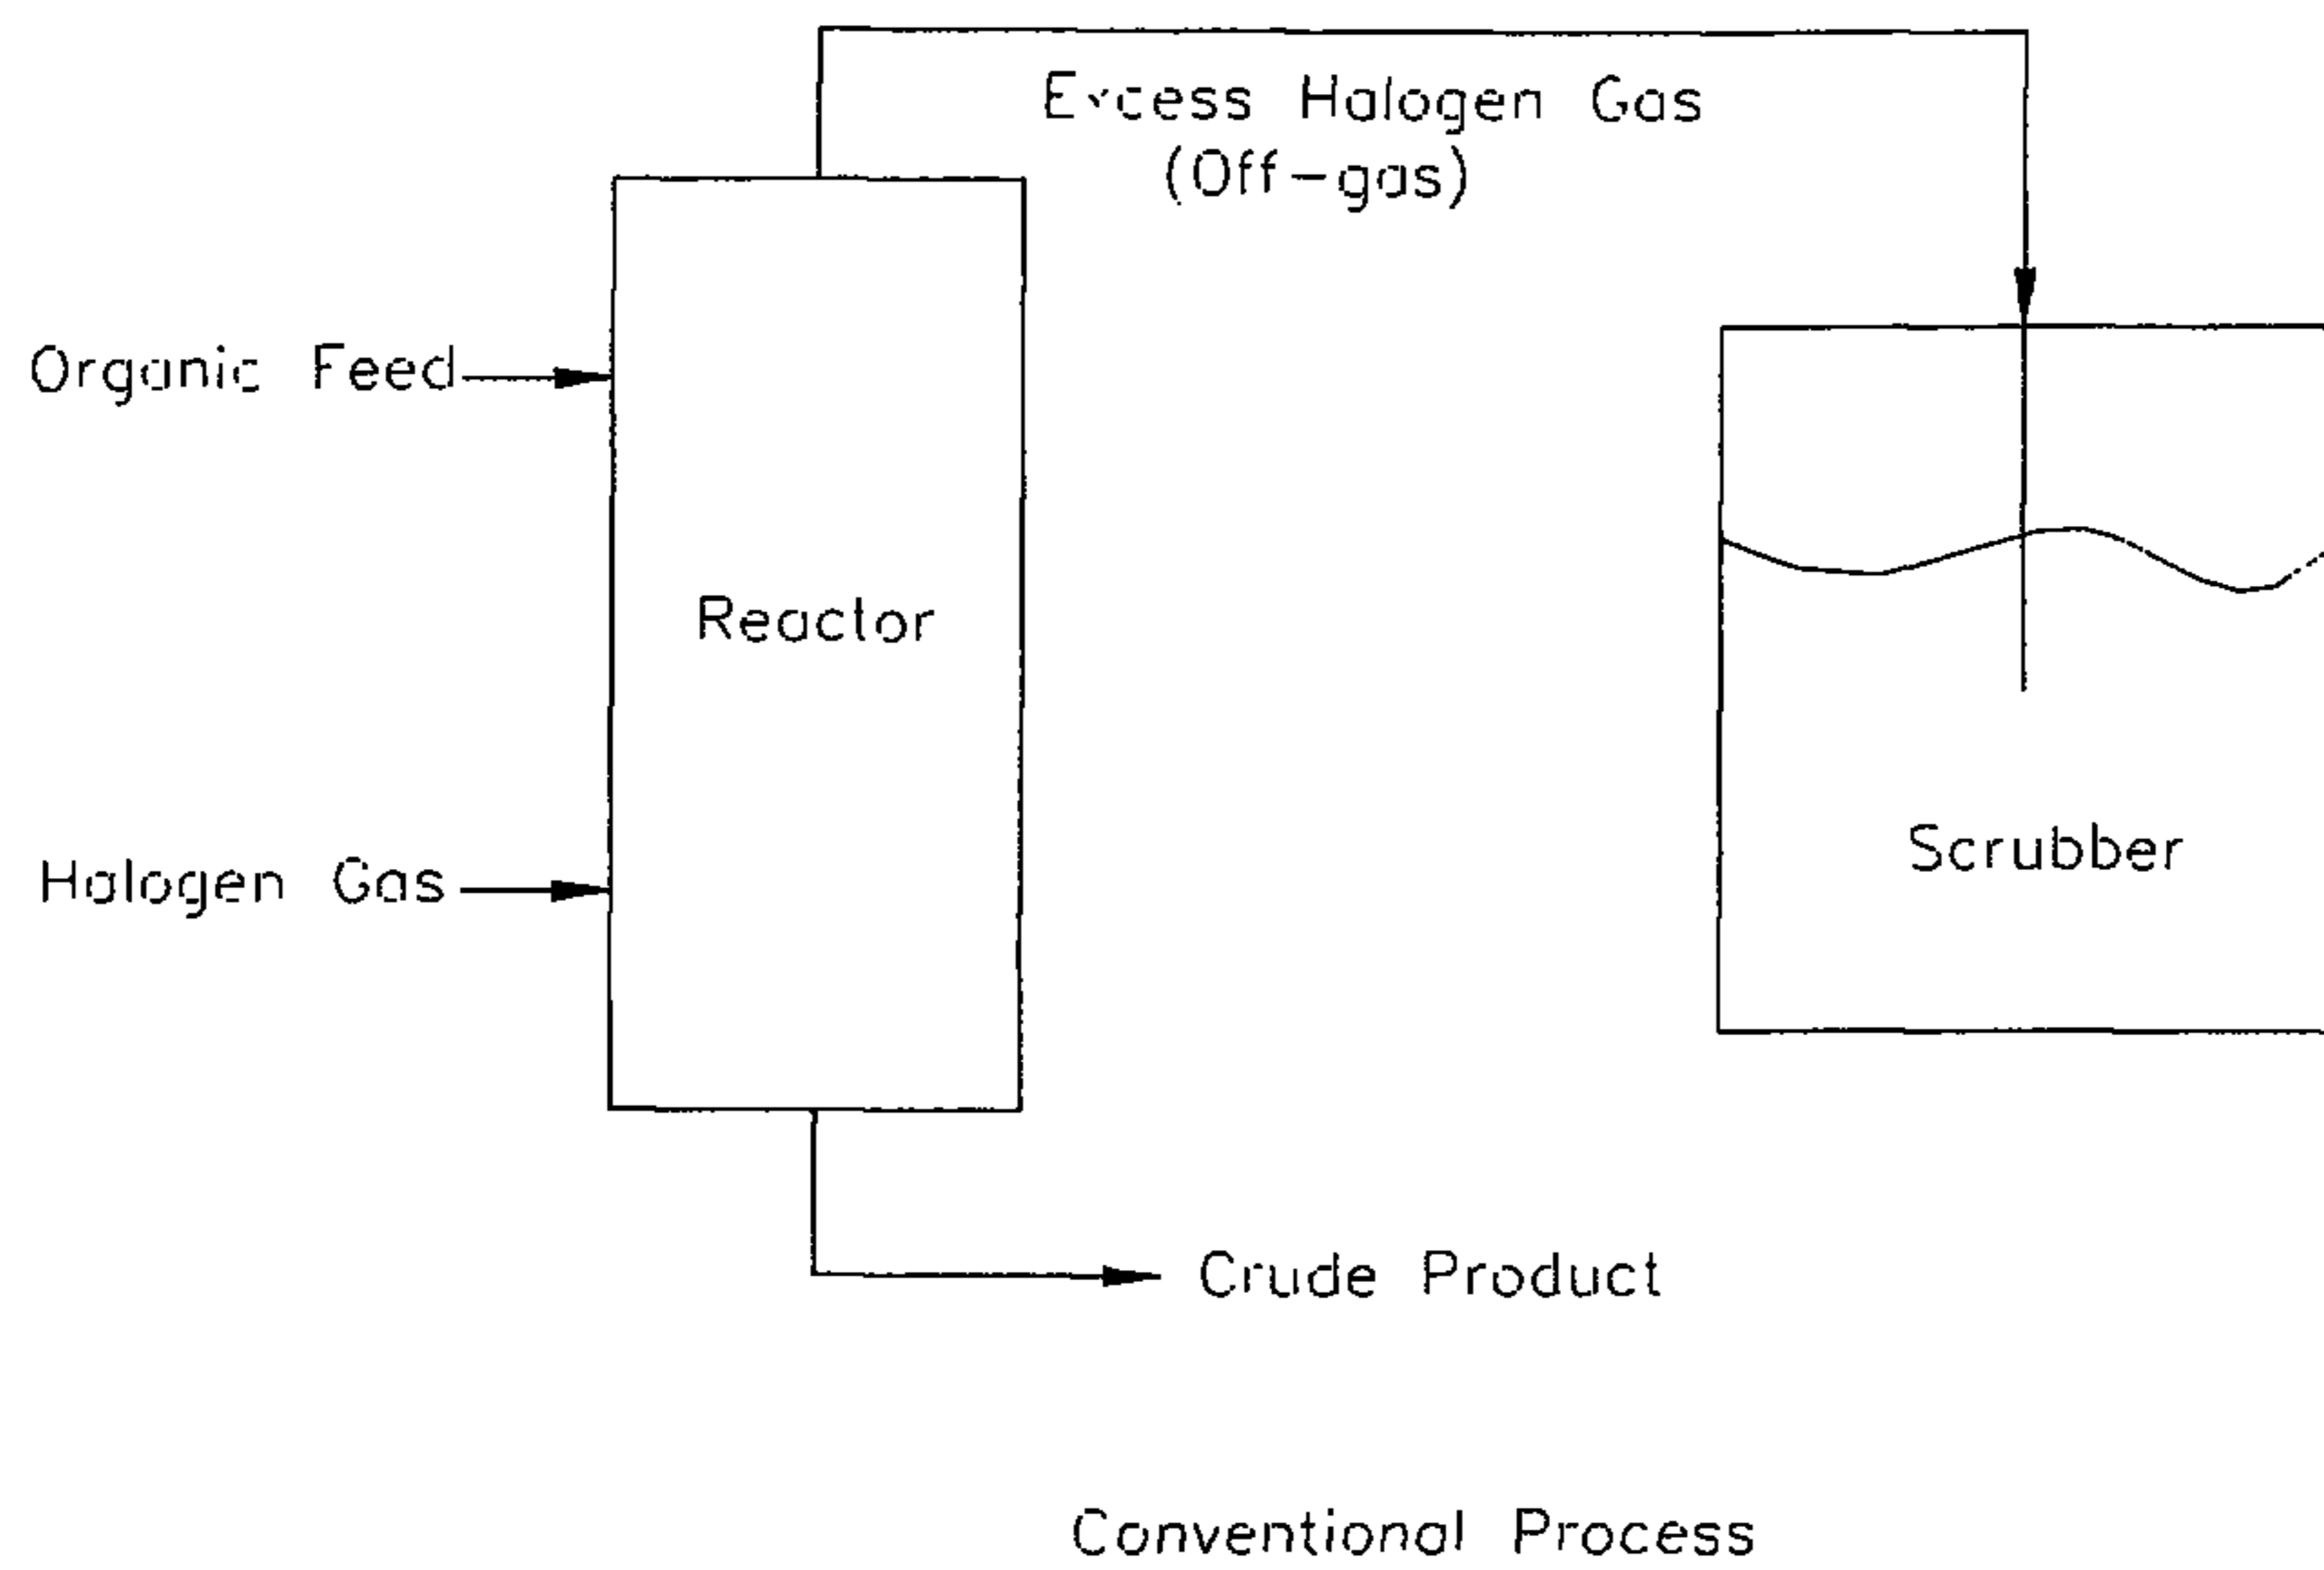 Excess Halogen Gas
(Off-gas)
Organic Feed
Reactor
Scrubber
Halogen Gas
Crude Product
Conventional Process